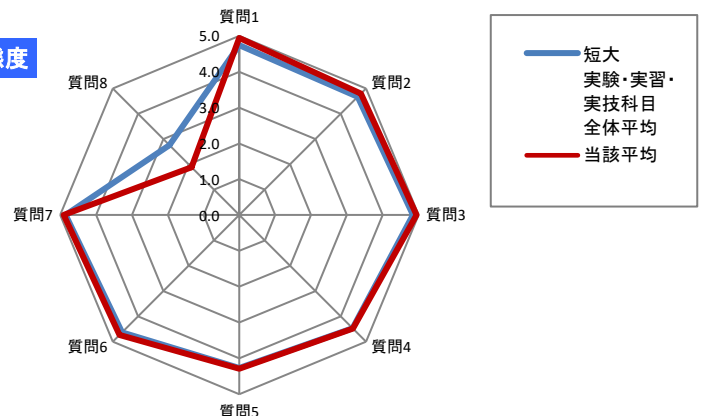 質問1
5.0
4.0
3.0
2.0
1.0
0.0
質問2
質問3
質問4
質問5
質問6
質問7
質問8
度
短大
実験・実習・
実技科目
全体平均
当該平均